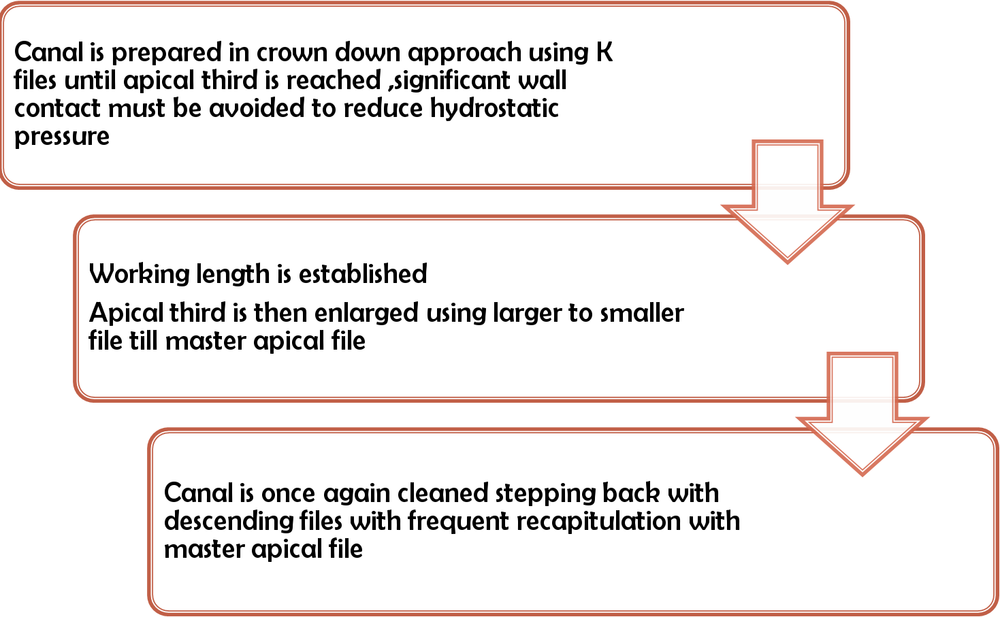 Canal is prepared in crown down approach using K
files until apical third is reached ,significant wall
contact must be avoided to reduce hydrostatic
pressure
Working length is established
Apical third is then enlarged using larger to smaller
file till master apical file
Canal is once again cleaned stepping back with
descending files with frequent recapitulation with
master apical file